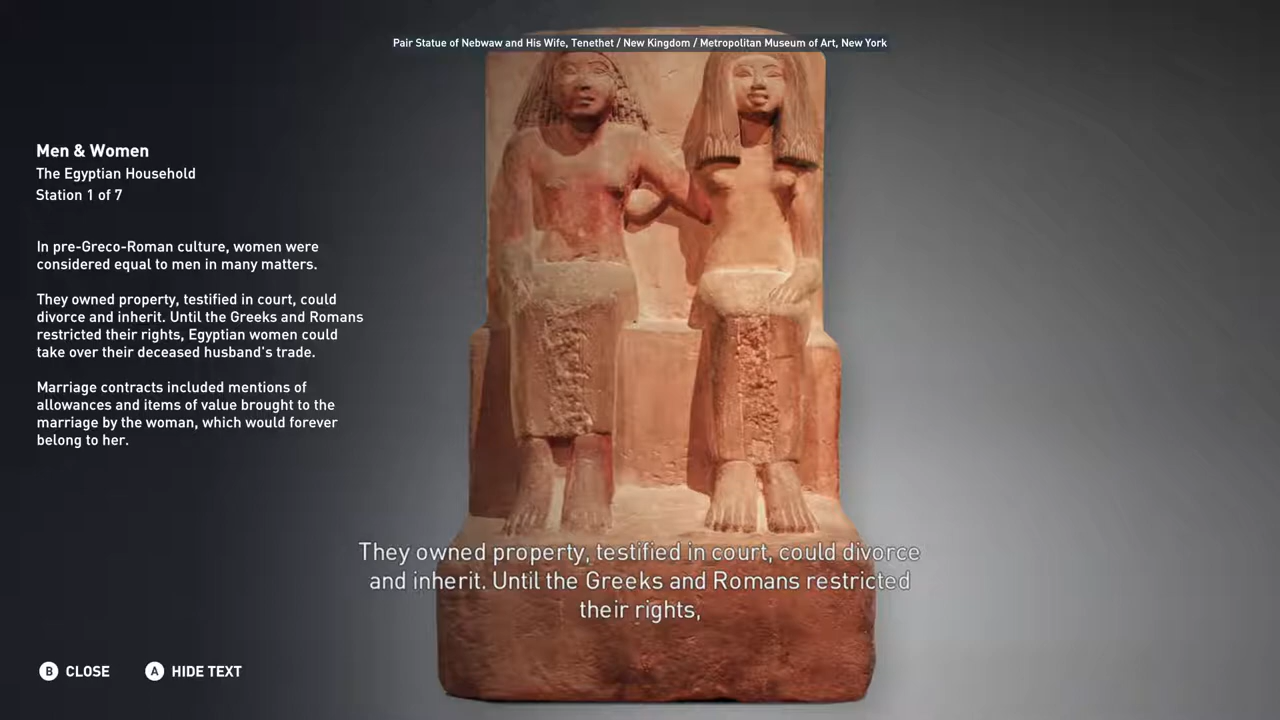 Pair Statue of Nebwaw and His Wife, Tenethet / New Kingdom / Metropolitan Museum of Art, New York
Men & Women
The Egyptian Household
Station 1 of 7
In pre-Greco-Roman culture, women were
considered equal to men in many matters.
They owned property, testified in court, could
divorce and inherit. Until the Greeks and Romans
restricted their rights, Egyptian women could
take over their deceased husband's trade.
Marriage contracts included mentions of
allowances and items of value brought to the
marriage by the woman, which would forever
belong to her.
They owned property, testified in court, could divorce
and inherit. Until the Greeks and Romans restricted
their rights,
B CLOSE A HIDE TEXT